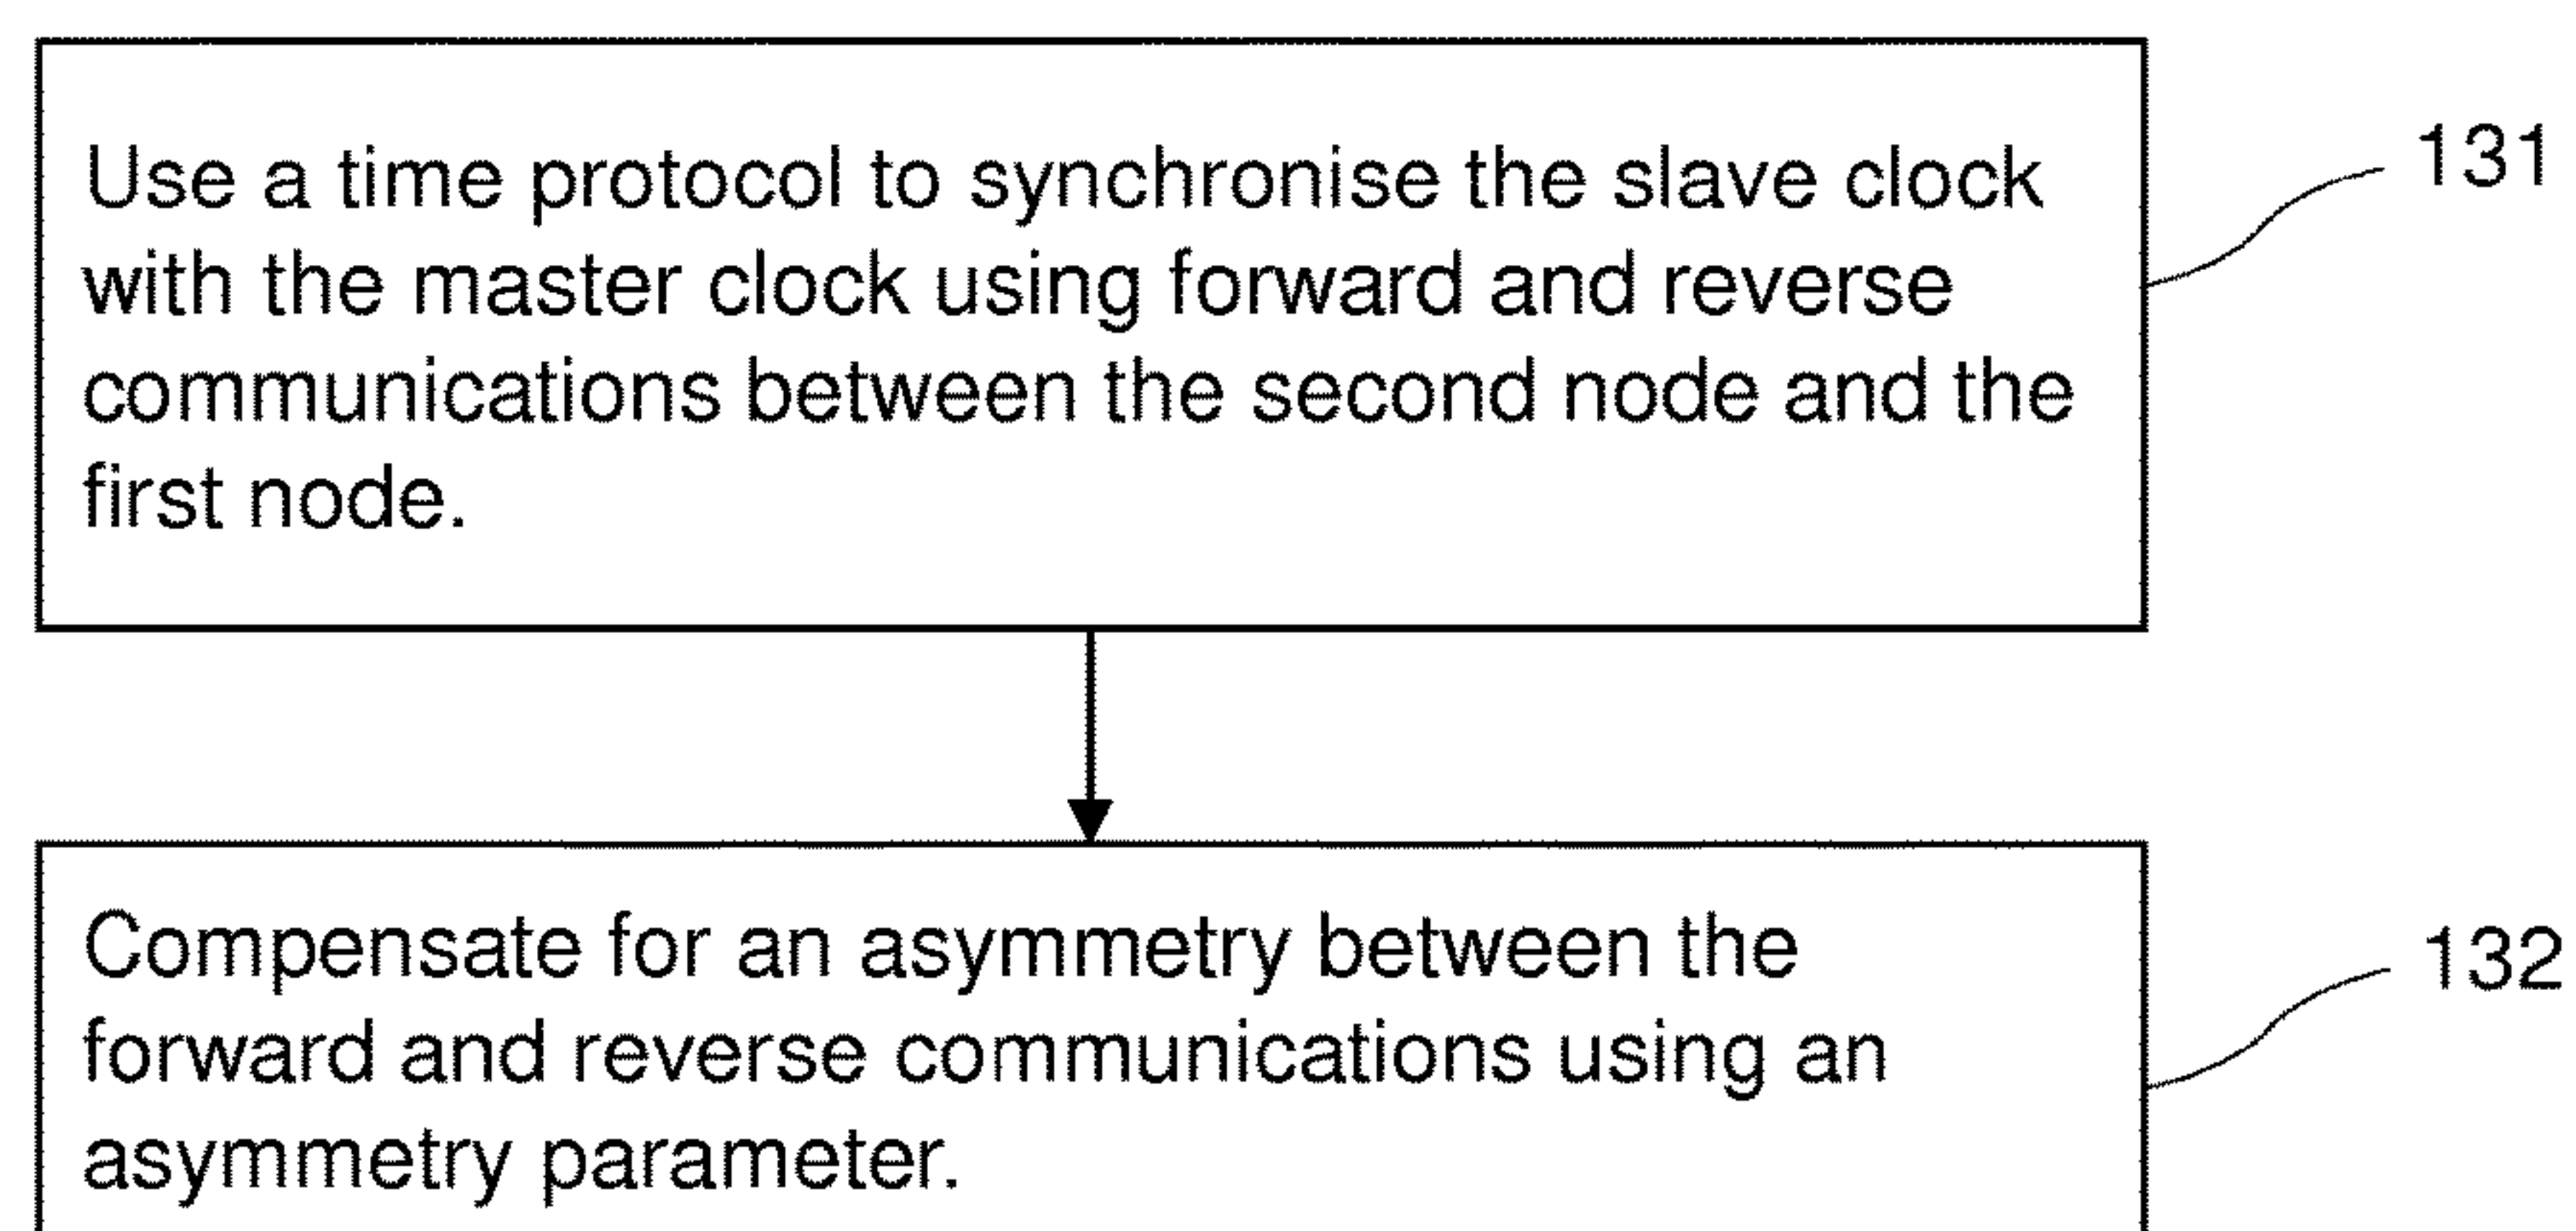 Use a time protocol to synchronise the slave clock
with the master clock using forward and reverse
communications between the second node and the
first node.
131
Compensate for an asymmetry between the
forward and reverse communications using an
asymmetry parameter.
132